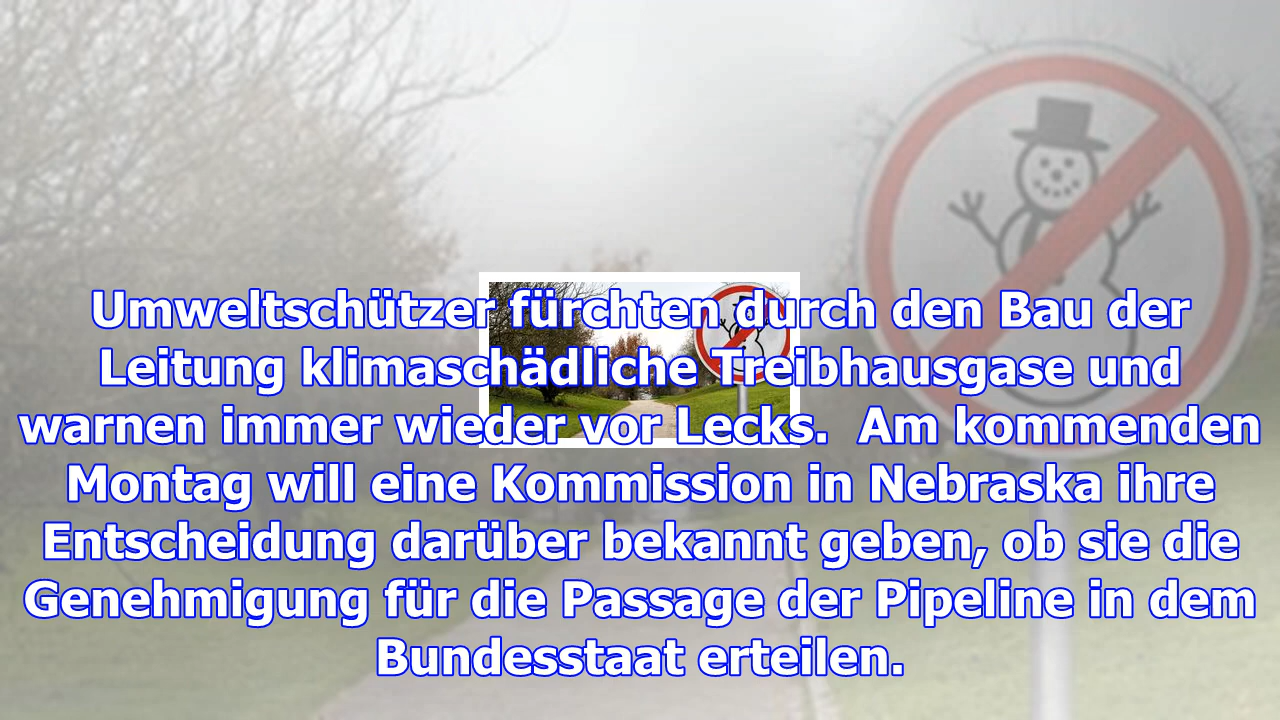 Umweltschützer fürchten durch den Bau der
Leitung klimaschädliche Treibhausgase und
warnen immer wieder vor Lecks.  Am kommenden
Montag will eine Kommission in Nebraska ihre
Entscheidung darüber bekannt geben, ob sie die
Genehmigung für die Passage der Pipeline in dem
Bundesstaat erteilen.